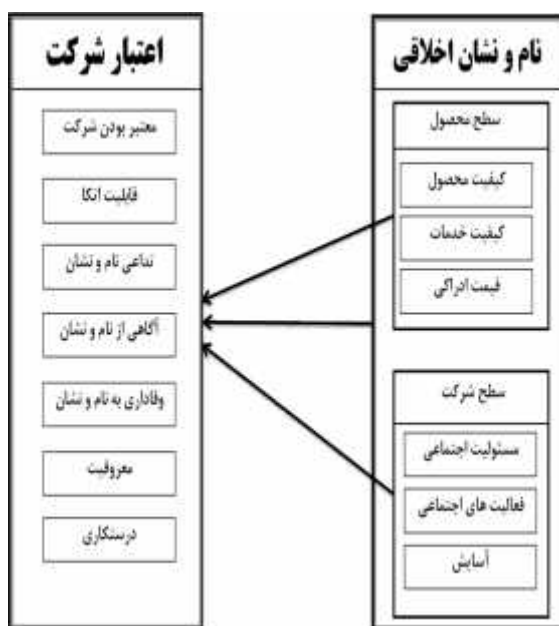 نام و نشان اخلاقی
سطح محصول
کیفیت محصول
کیفیت خدمات
قیمت ادراکی
سطح شرکت
مسئولیت اجتماعی
فعالیت های اجتماعی
آسایش
اعتبار شرکت
معتبر بودن شرکت
قابلیت اتکا
تداعی نام و نشان
آگاهی از نام و نشان
وفاداری به نام و نشان
معروفیت
درستکاری